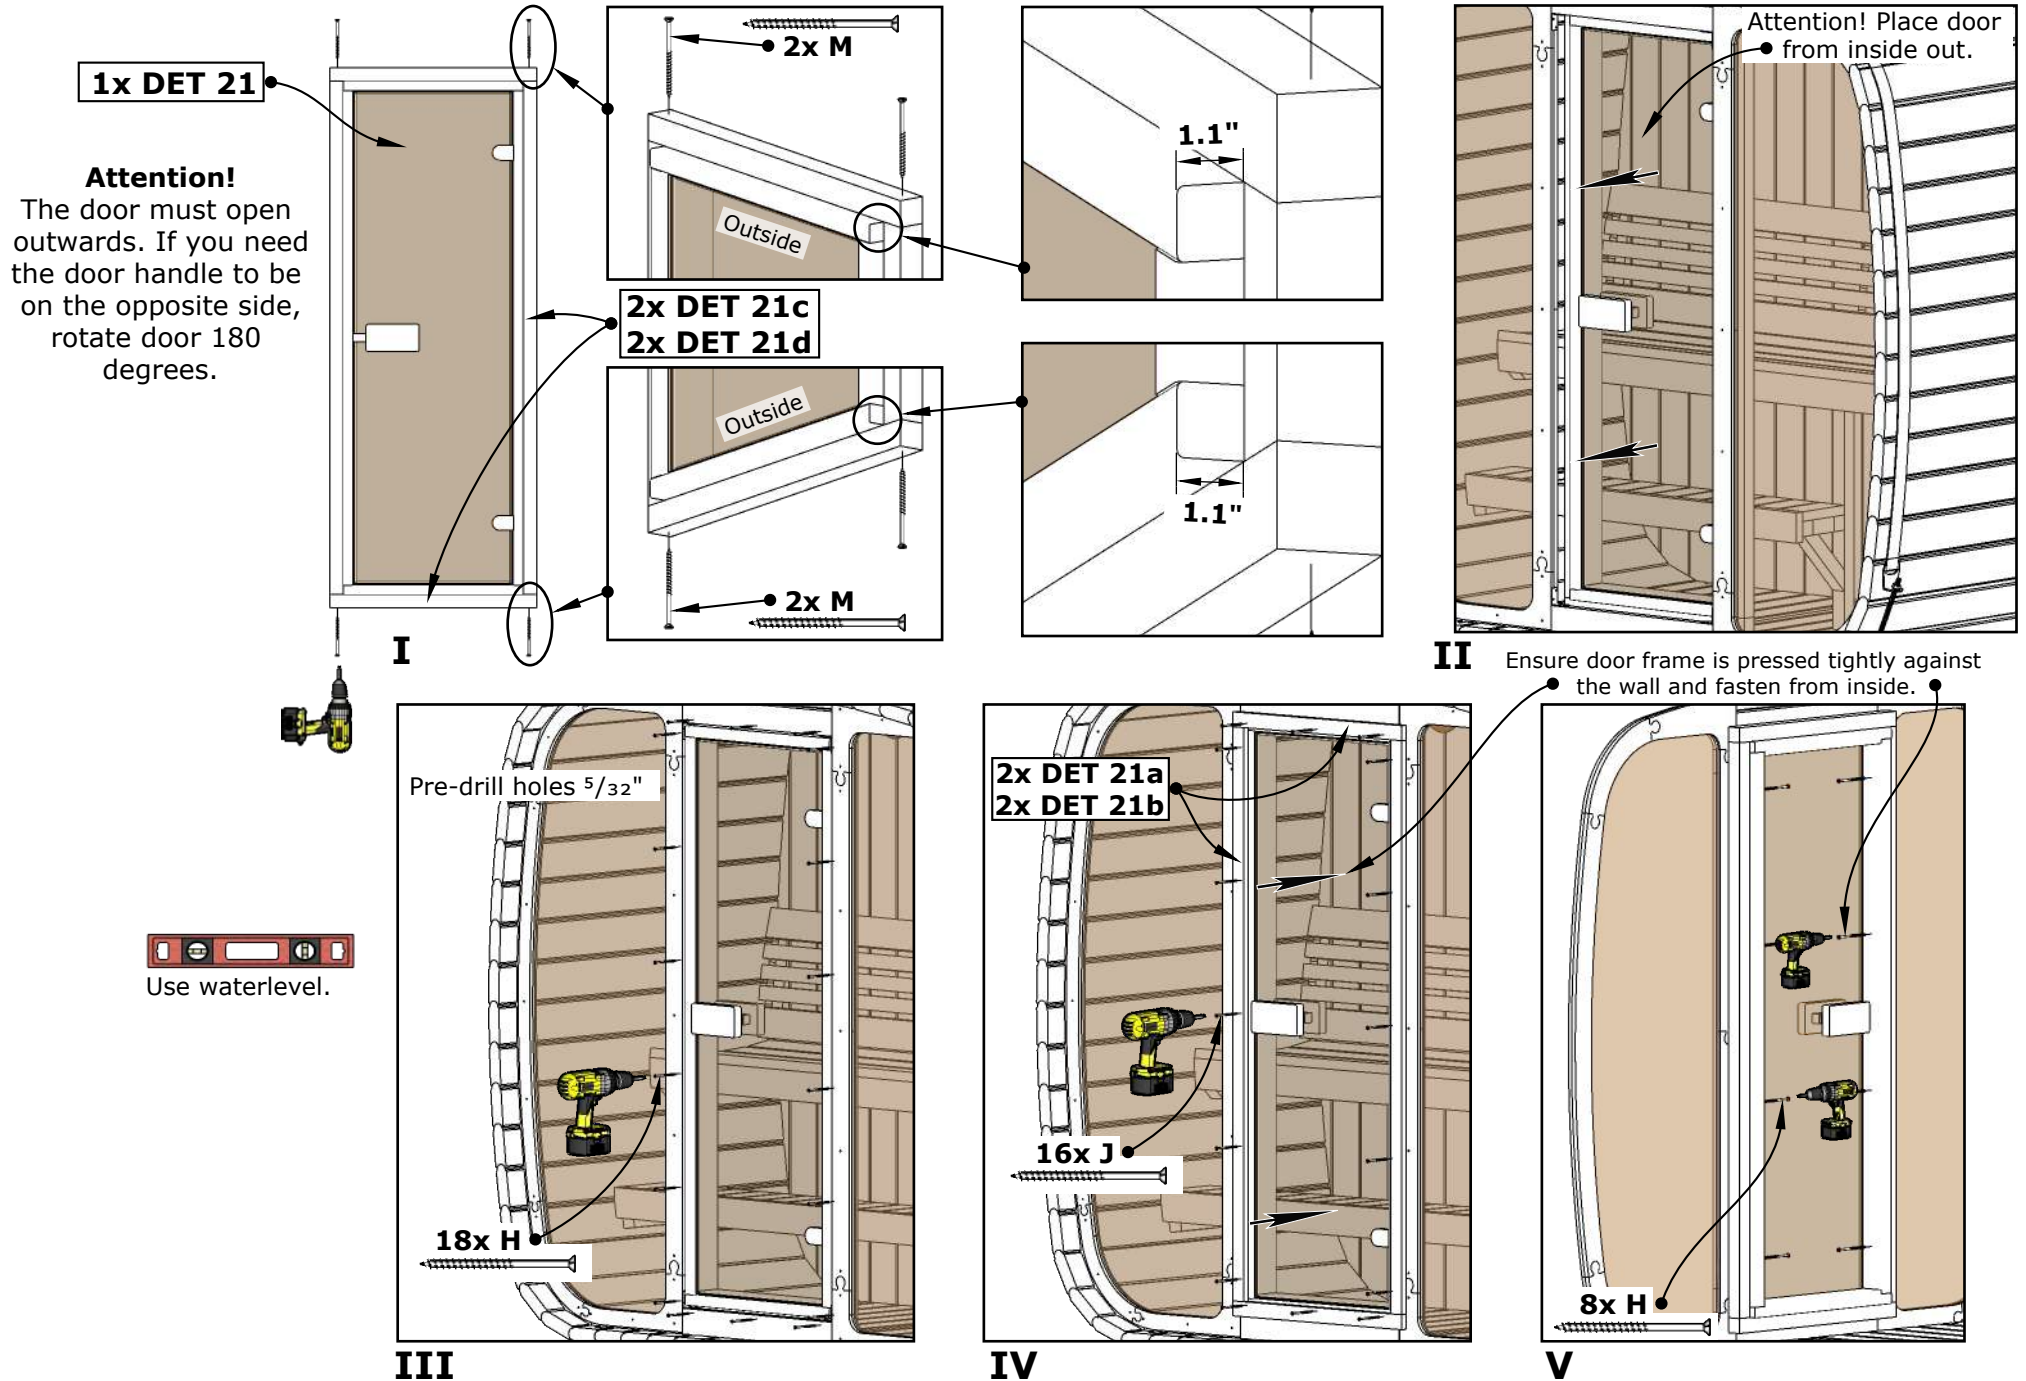 1x DET 21
Attention!
The door must open
outwards. If you need
the door handle to be
on the opposite side,
rotate door 180
degrees.
2x M
Outside
1.1"
2x DET 21c
2x DET 21d
Outside
2x M
1.1"
I
Attention! Place door
from inside out.
II
Ensure door frame is pressed tightly against
the wall and fasten from inside.
Use waterlevel.
Pre-drill holes ⁵/₃₂"
18x H
III
2x DET 21a
2x DET 21b
16x J
IV
8x H
V